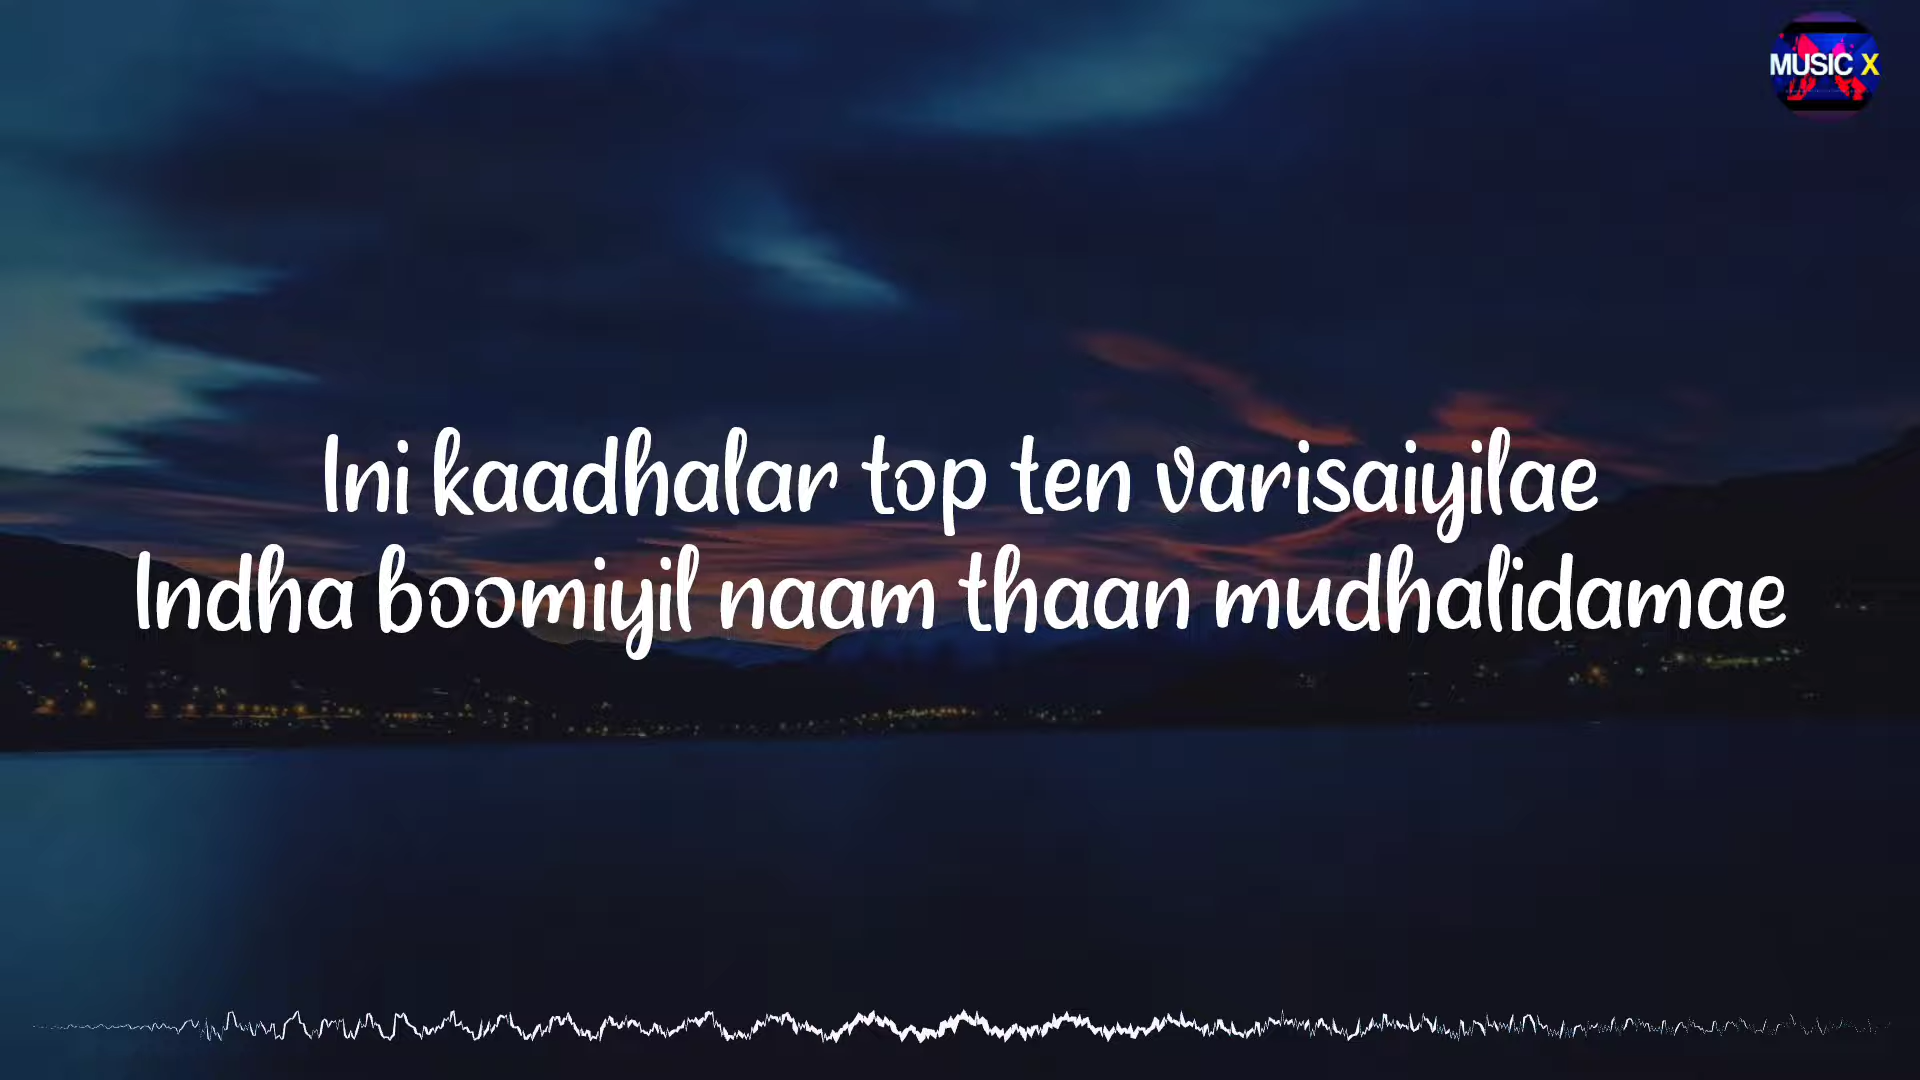 MUSIC X
Ini kaadhalar top ten varisaiyilae
Indha boomiyil naam thaan mudhalidamae